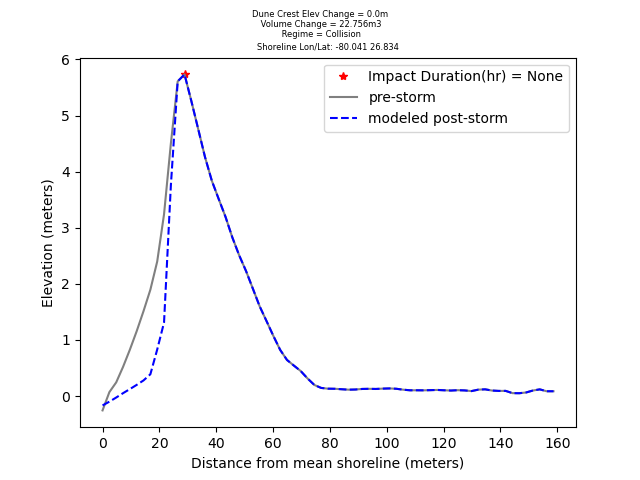 Dune Crest Elev Change = 0.0m
Volume Change = 22.756m3
Regime = Collision
Shoreline Lon/Lat: -80.041 26.834
Impact Duration(hr) = None
pre-storm
modeled post-storm
Elevation (meters)
6
5
4
3
2
1
0
0 20 40 60 80 100 120 140 160
Distance from mean shoreline (meters)